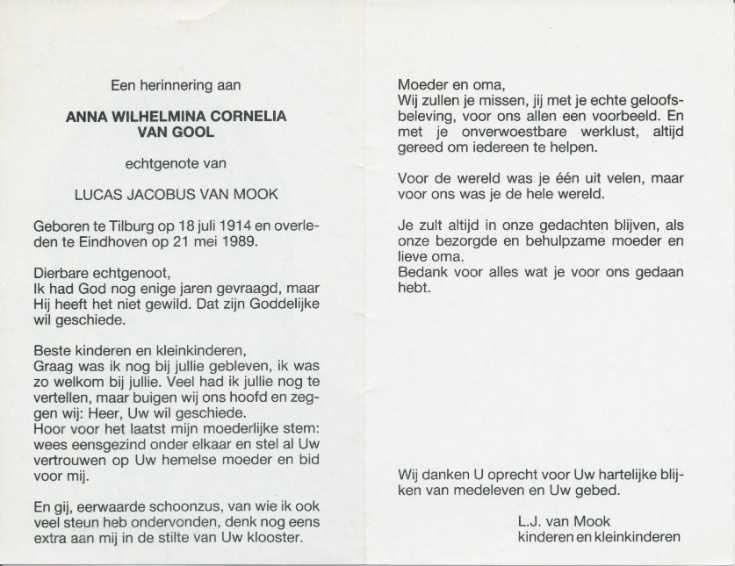 Een herinnering aan
ANNA WILHELMINA CORNELIA
VAN GOOL
echtgenote van
LUCAS JACOBUS VAN MOOK
Geboren te Tilburg op 18 juli 1914 en overle-
den te Eindhoven op 21 mei 1989.
Dierbare echtgenoot,
Ik had God nog enige jaren gevraagd, maar
Hij heeft het niet gewild. Dat zijn Goddelijke
wil geschiede.
Beste kinderen en kleinkinderen,
Graag was ik nog bij jullie gebleven, ik was
zo welkom bij jullie. Veel had ik jullie nog te
vertellen, maar buigen wij ons hoofd en zeg-
gen wij: Heer, Uw wil geschiede.
Hoor voor het laatst mijn moederlijke stem:
wees eensgezind onder elkaar en stel al Uw
vertrouwen op Uw hemelse moeder en bid
voor mij.
En gij, eerwaarde schoonzus, van wie ik ook
veel steun heb ondervonden, denk nog eens
extra aan mij in de stilte van Uw klooster.
Moeder en oma,
Wij zullen je missen, jij met je echte geloofs-
beleving, voor ons allen een voorbeeld. En
met je onverwoestbare werklust, altijd
gereed om iedereen te helpen.
Voor de wereld was je één uit velen, maar
voor ons was je de hele wereld.
Je zult altijd in onze gedachten blijven, als
onze bezorgde en behulpzame moeder en
lieve oma.
Bedank voor alles wat je voor ons gedaan
hebt.
Wij danken U oprecht voor Uw hartelijke blij-
ken van medeleven en Uw gebed.
L.J. van Mook
kinderen en kleinkinderen